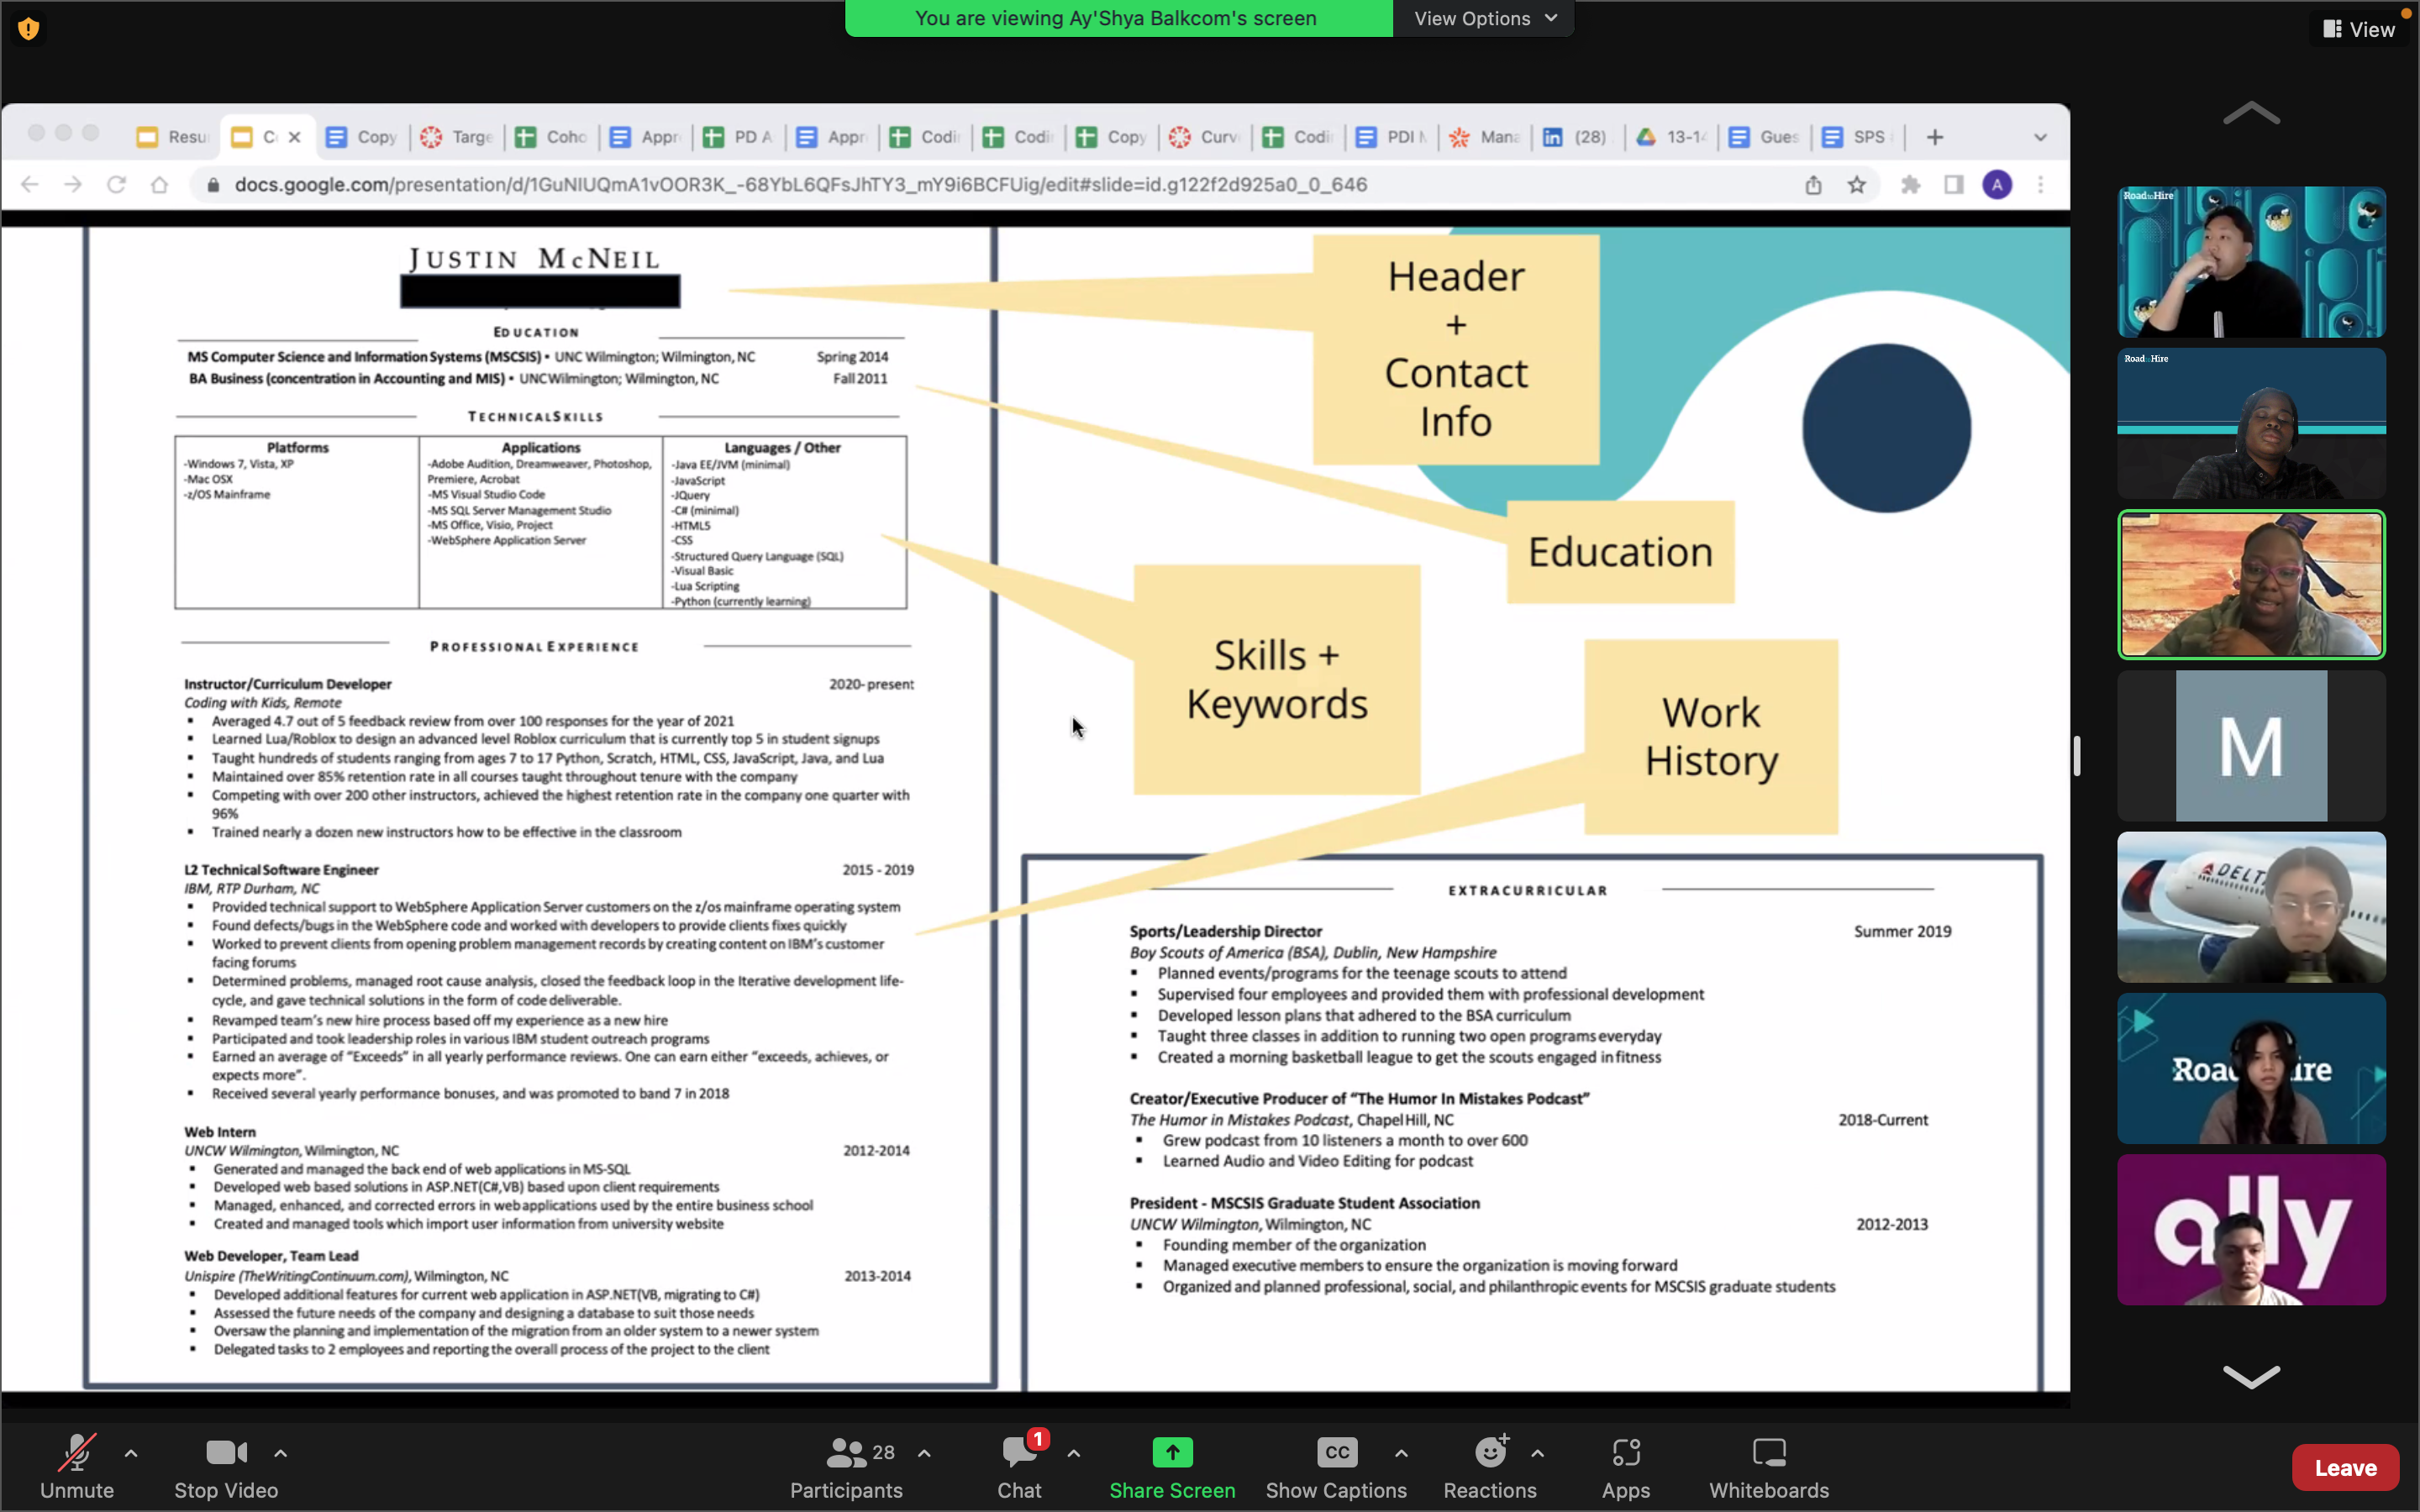 You are viewing Ay'Shya Balkcom's screen
View Options
View
Resu
C
Copy
Targe
Coho
Appr
PD A
Appr
Codi
Codi
Copy
Curv
Codi
PDI
Mana
(28)
13-1
Gues
SPS
docs.google.com/presentation/d/1GuNlUQmA1vOOR3K_-68YbL6QFsJhTY3_mY9i6BCFUig/edit#slide=id.g122f2d925a0_0_646
A
JUSTIN MCNEIL
EDUCATION
MS Computer Science and Information Systems (MSCSIS) • UNC Wilmington; Wilmington, NC Spring 2014
BA Business (concentration in Accounting and MIS) • UNCWilmington; Wilmington, NC Fall 2011
TECHNICALSKILLS
Platforms
-Windows 7, Vista, XP
-Mac OSX
-z/OS Mainframe
Applications
-Adobe Audition, Dreamweaver, Photoshop,
Premiere, Acrobat
-MS Visual Studio Code
-MS SQL Server Management Studio
-MS Office, Visio, Project
-WebSphere Application Server
Languages / Other
-Java EE/JVM (minimal)
-JavaScript
-JQuery
-C# (minimal)
-HTML5
-CSS
-Structured Query Language (SQL)
-Visual Basic
-Lua Scripting
-Python (currently learning)
PROFESSIONAL EXPERIENCE
Instructor/Curriculum Developer 2020-present
Coding with Kids, Remote
▪ Averaged 4.7 out of 5 feedback review from over 100 responses for the year of 2021
▪ Learned Lua/Roblox to design an advanced level Roblox curriculum that is currently top 5 in student signups
▪ Taught hundreds of students ranging from ages 7 to 17 Python, Scratch, HTML, CSS, JavaScript, Java, and Lua
▪ Maintained over 85% retention rate in all courses taught throughout tenure with the company
▪ Competing with over 200 other instructors, achieved the highest retention rate in the company one quarter with
96%
▪ Trained nearly a dozen new instructors how to be effective in the classroom
L2 Technical Software Engineer 2015 - 2019
IBM, RTP Durham, NC
▪ Provided technical support to WebSphere Application Server customers on the z/os mainframe operating system
▪ Found defects/bugs in the WebSphere code and worked with developers to provide clients fixes quickly
▪ Worked to prevent clients from opening problem management records by creating content on IBM's customer
facing forums
▪ Determined problems, managed root cause analysis, closed the feedback loop in the Iterative development life-
cycle, and gave technical solutions in the form of code deliverable.
▪ Revamped team's new hire process based off my experience as a new hire
▪ Participated and took leadership roles in various IBM student outreach programs
▪ Earned an average of "Exceeds" in all yearly performance reviews. One can earn either "exceeds, achieves, or
expects more".
▪ Received several yearly performance bonuses, and was promoted to band 7 in 2018
Web Intern
UNCW Wilmington, Wilmington, NC 2012-2014
▪ Generated and managed the back end of web applications in MS-SQL
▪ Developed web based solutions in ASP.NET(C#,VB) based upon client requirements
▪ Managed, enhanced, and corrected errors in web applications used by the entire business school
▪ Created and managed tools which import user information from university website
Web Developer, Team Lead
Unispire (TheWritingContinuum.com), Wilmington, NC 2013-2014
▪ Developed additional features for current web application in ASP.NET(VB, migrating to C#)
▪ Assessed the future needs of the company and designing a database to suit those needs
▪ Oversaw the planning and implementation of the migration from an older system to a newer system
▪ Delegated tasks to 2 employees and reporting the overall process of the project to the client
Header
+
Contact
Info
Education
Skills +
Keywords
Work
History
EXTRACURRICULAR
Sports/Leadership Director Summer 2019
Boy Scouts of America (BSA), Dublin, New Hampshire
▪ Planned events/programs for the teenage scouts to attend
▪ Supervised four employees and provided them with professional development
▪ Developed lesson plans that adhered to the BSA curriculum
▪ Taught three classes in addition to running two open programs everyday
▪ Created a morning basketball league to get the scouts engaged in fitness
Creator/Executive Producer of "The Humor In Mistakes Podcast"
The Humor in Mistakes Podcast, Chapel Hill, NC 2018-Current
▪ Grew podcast from 10 listeners a month to over 600
▪ Learned Audio and Video Editing for podcast
President - MSCSIS Graduate Student Association
UNCW Wilmington, Wilmington, NC 2012-2013
▪ Founding member of the organization
▪ Managed executive members to ensure the organization is moving forward
▪ Organized and planned professional, social, and philanthropic events for MSCSIS graduate students
Road to Hire
Road to Hire
M
DELT
Roa ire
ally
Unmute
Stop Video
28
Participants
1
Chat
Share Screen
CC
Show Captions
Reactions
Apps
Whiteboards
Leave